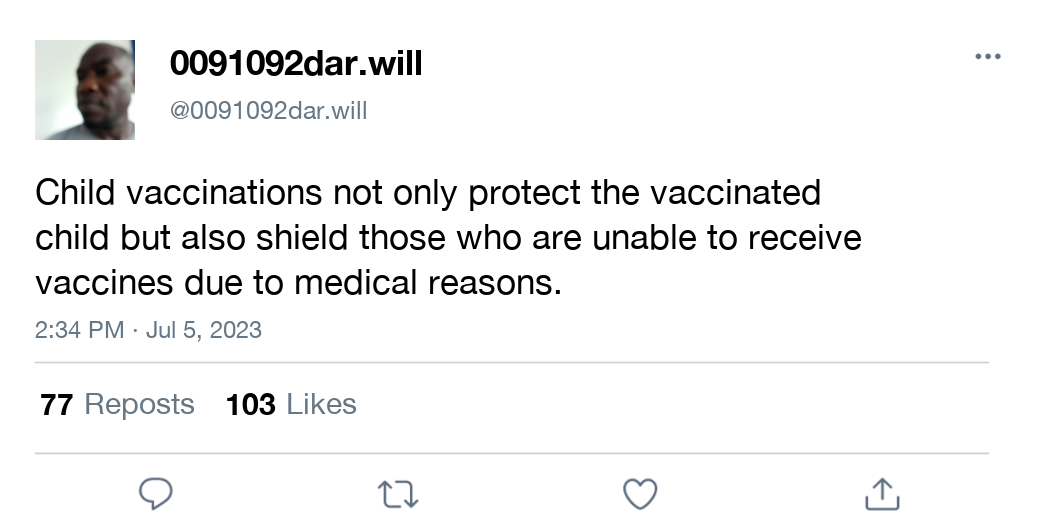 0091092dar.will
@0091092dar.will
Child vaccinations not only protect the vaccinated
child but also shield those who are unable to receive
vaccines due to medical reasons.
2:34 PM · Jul 5, 2023
77 Reposts 103 Likes